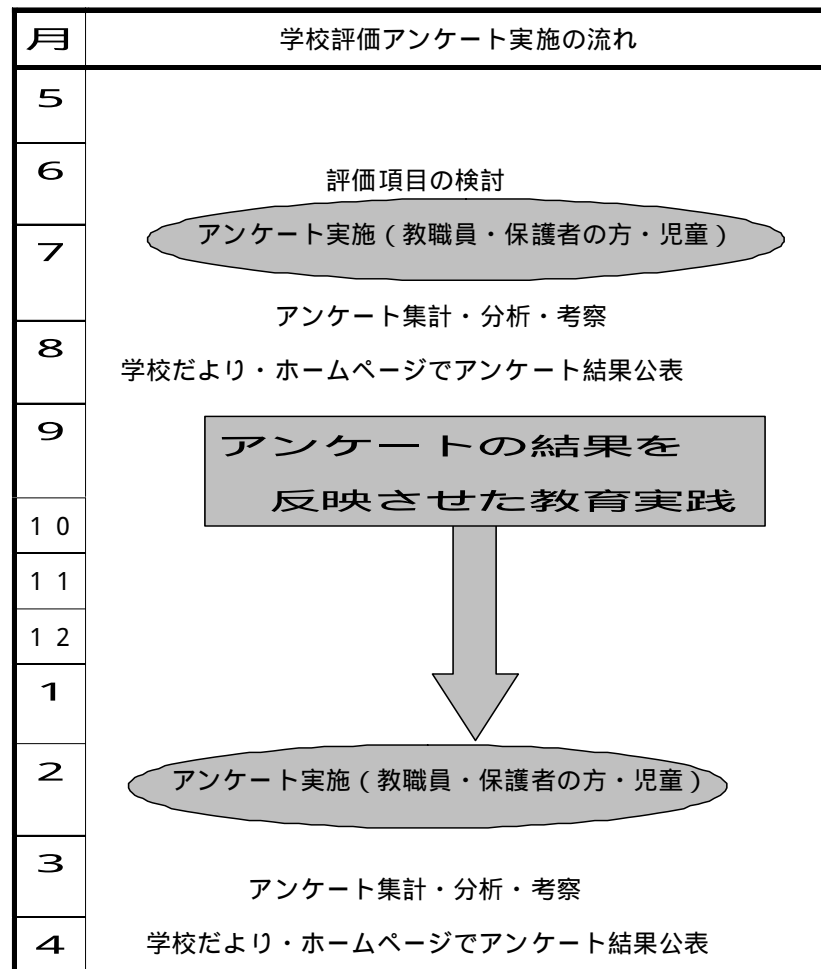 月 学校評価アンケート実施の流れ
5
6
評価項目の検討
アンケート実施(教職員・保護者の方・児童)
7
アンケート集計・分析・考察
8
学校だより・ホームページでアンケート結果公表
9
アンケートの結果を
反映させた教育実践
10
11
12
1
2
アンケート実施(教職員・保護者の方・児童)
3
アンケート集計・分析・考察
4 学校だより・ホームページでアンケート結果公表